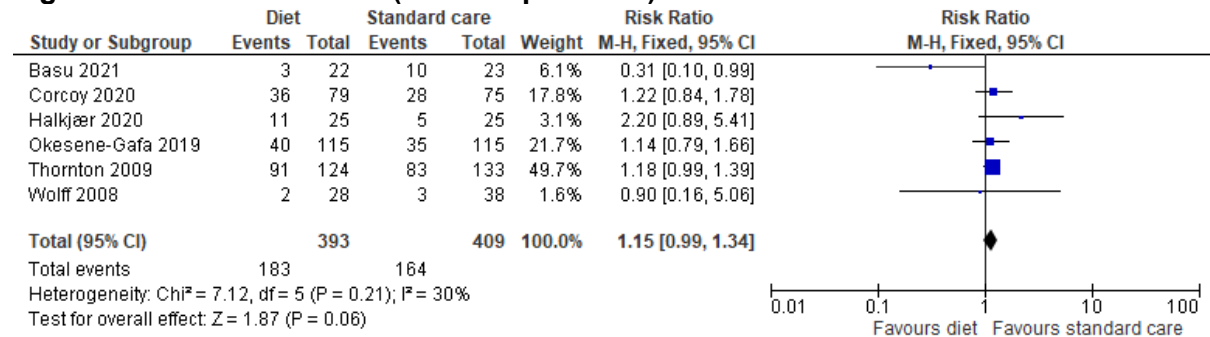 Diet Standard care Risk Ratio Risk Ratio
Study or Subgroup Events Total Events Total Weight M-H, Fixed, 95% CI M-H, Fixed, 95% CI
Basu 2021 3 22 10 23 6.1% 0.31 [0.10, 0.99]
Corcoy 2020 36 79 28 75 17.8% 1.22 [0.84, 1.78]
Halkjær 2020 11 25 5 25 3.1% 2.20 [0.89, 5.41]
Okesene-Gafa 2019 40 115 35 115 21.7% 1.14 [0.79, 1.66]
Thornton 2009 91 124 83 133 49.7% 1.18 [0.99, 1.39]
Wolff 2008 2 28 3 38 1.6% 0.90 [0.16, 5.06]
Total (95% CI) 393 409 100.0% 1.15 [0.99, 1.34]
Total events 183 164
Heterogeneity: Chi² = 7.12, df = 5 (P = 0.21); I² = 30%
Test for overall effect: Z = 1.87 (P = 0.06)
0.01 0.1 1 10 100
Favours diet Favours standard care